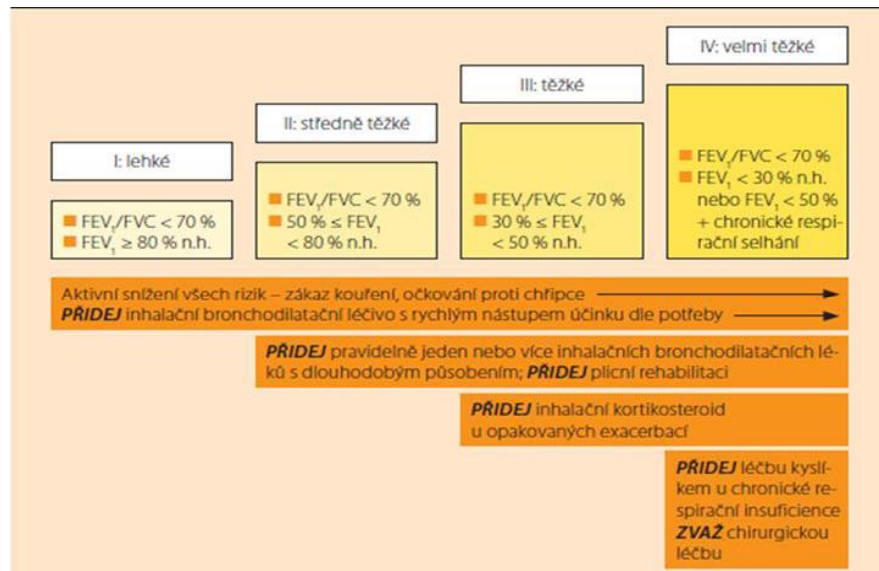 I: lehké
■ FEV₁/FVC < 70 %
■ FEV₁ ≥ 80 % n.h.
II: středně těžké
■ FEV₁/FVC < 70 %
■ 50 % ≤ FEV₁
< 80 % n.h.
III: těžké
■ FEV₁/FVC < 70 %
■ 30 % ≤ FEV₁
< 50 % n.h.
IV: velmi těžké
■ FEV₁/FVC < 70 %
■ FEV₁ < 30 % n.h.
nebo FEV₁ < 50 %
+ chronické respi-
rační selhání
Aktivní snížení všech rizik – zákaz kouření, očkování proti chřipce
PŘIDEJ inhalační bronchodilatační léčivo s rychlým nástupem účinku dle potřeby
PŘIDEJ pravidelně jeden nebo více inhalačních bronchodilatačních lé-
ků s dlouhodobým působením; PŘIDEJ plicní rehabilitaci
PŘIDEJ inhalační kortikosteroid
u opakovaných exacerbací
PŘIDEJ léčbu kyslí-
kem u chronické re-
spirační insuficience
ZVAŽ chirurgickou
léčbu